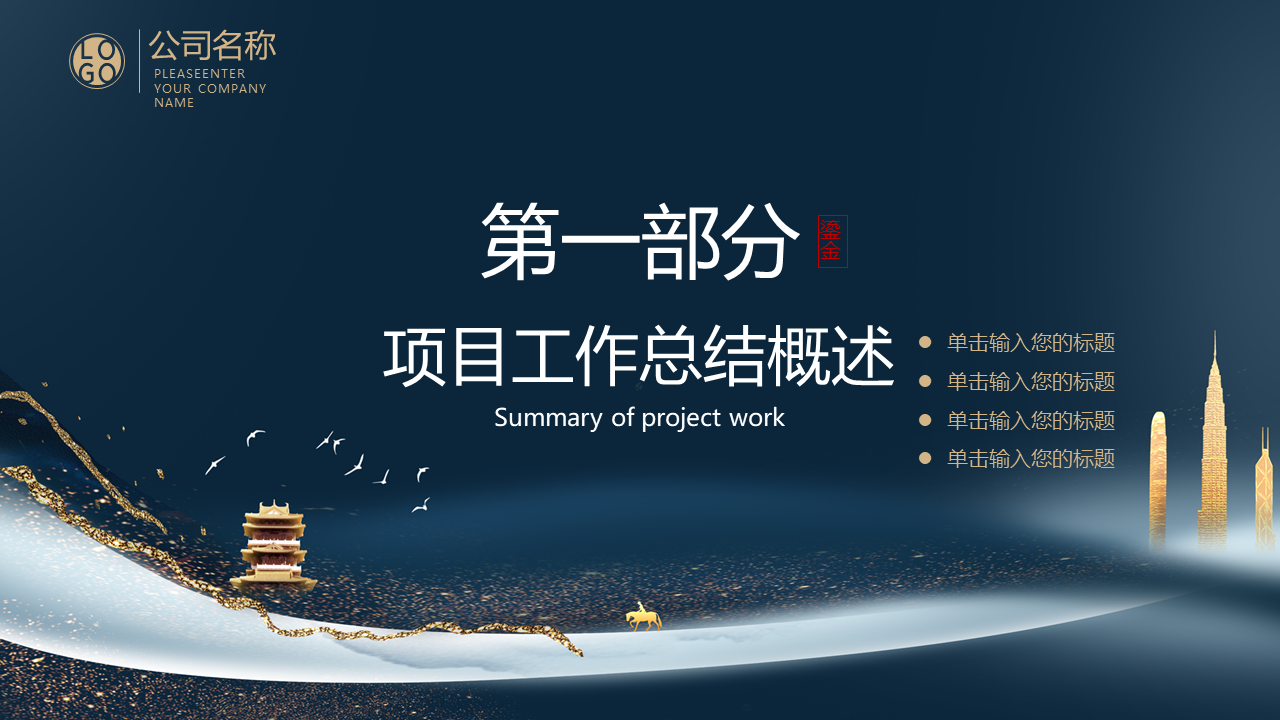 LO
GO
公司名称
PLEASEENTER
YOUR COMPANY
NAME
第一部分
鎏金
项目工作总结概述
Summary of project work
单击输入您的标题
单击输入您的标题
单击输入您的标题
单击输入您的标题